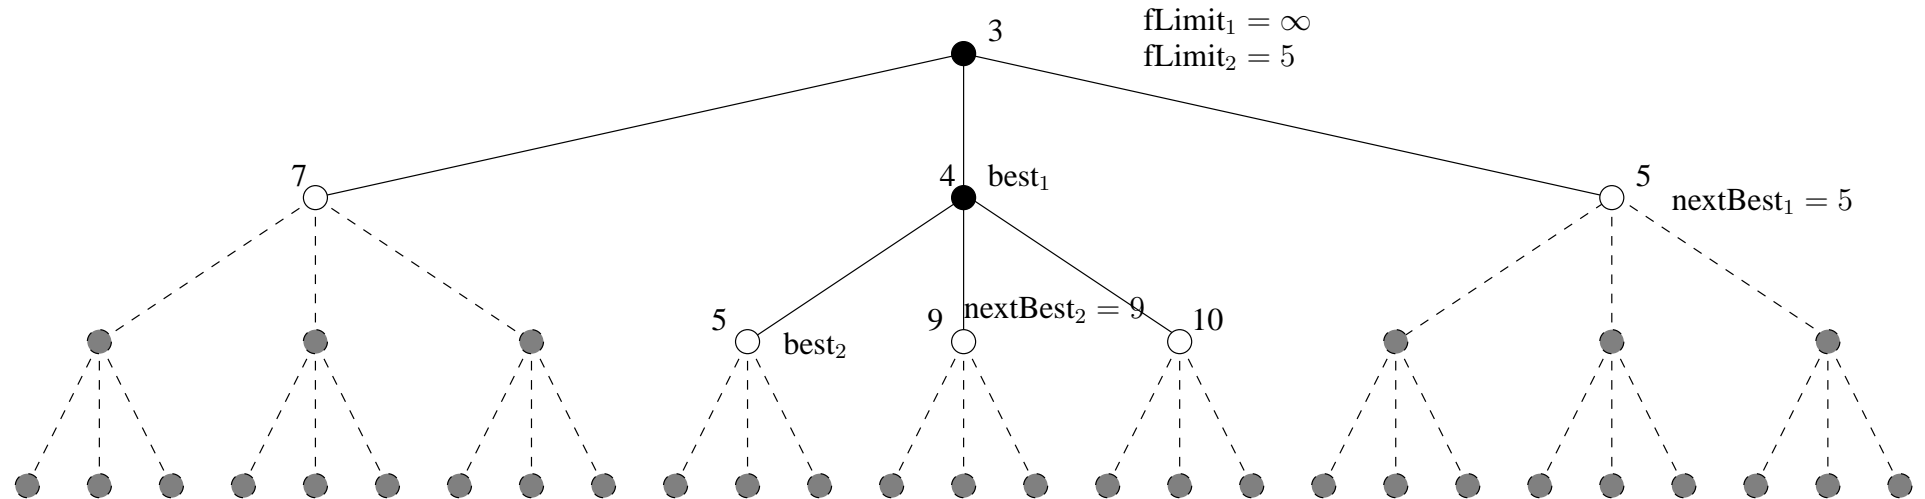 3
fLimit₁ = ∞
fLimit₂ = 5
7
4
best₁
5
nextBest₁ = 5
5
best₂
9
nextBest₂ = 9
10